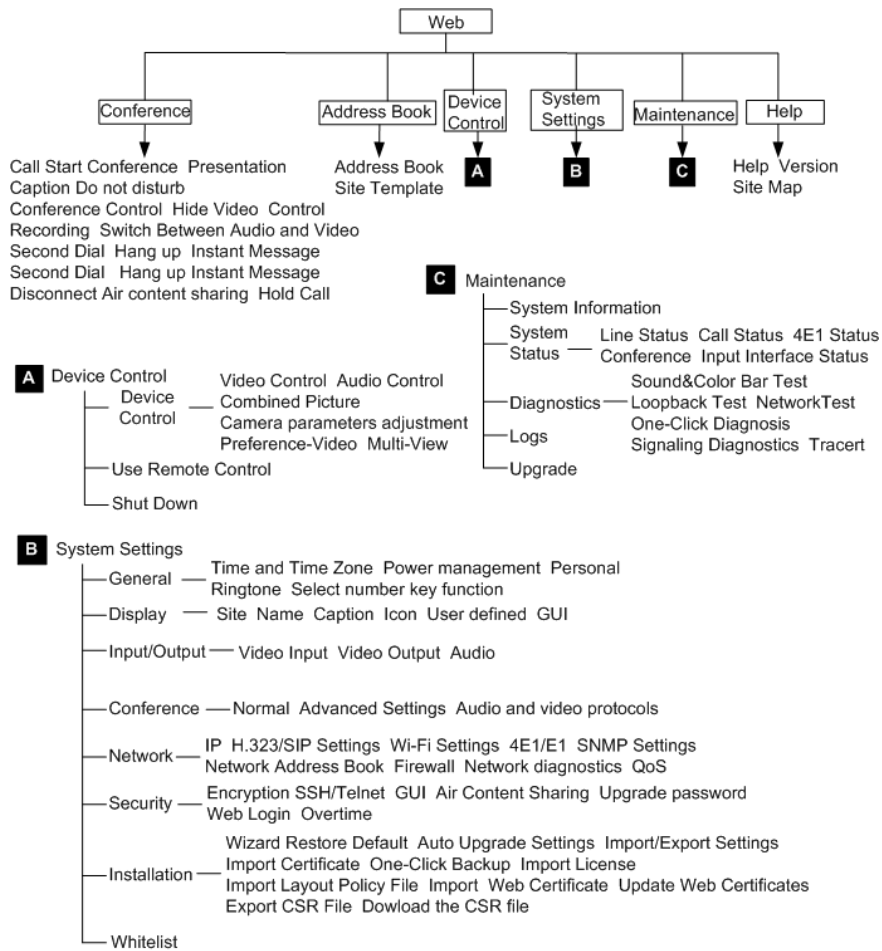 Web
Conference
Address Book
Device
Control
System
Settings
Maintenance
Help
Call Start Conference Presentation
Caption Do not disturb
Conference Control Hide Video Control
Recording Switch Between Audio and Video
Second Dial Hang up Instant Message
Second Dial Hang up Instant Message
Disconnect Air content sharing Hold Call
Address Book
Site Template
A
B
C
Help Version
Site Map
C Maintenance
System Information
System
Status
Line Status Call Status 4E1 Status
Conference Input Interface Status
Diagnostics
Sound&Color Bar Test
Loopback Test NetworkTest
One-Click Diagnosis
Signaling Diagnostics Tracert
Logs
Upgrade
A Device Control
Device
Control
Video Control Audio Control
Combined Picture
Camera parameters adjustment
Preference-Video Multi-View
Use Remote Control
Shut Down
B System Settings
General
Time and Time Zone Power management Personal
Ringtone Select number key function
Display
Site Name Caption Icon User defined GUI
Input/Output
Video Input Video Output Audio
Conference
Normal Advanced Settings Audio and video protocols
Network
IP H.323/SIP Settings Wi-Fi Settings 4E1/E1 SNMP Settings
Network Address Book Firewall Network diagnostics QoS
Security
Encryption SSH/Telnet GUI Air Content Sharing Upgrade password
Web Login Overtime
Installation
Wizard Restore Default Auto Upgrade Settings Import/Export Settings
Import Certificate One-Click Backup Import License
Import Layout Policy File Import Web Certificate Update Web Certificates
Export CSR File Dowload the CSR file
Whitelist